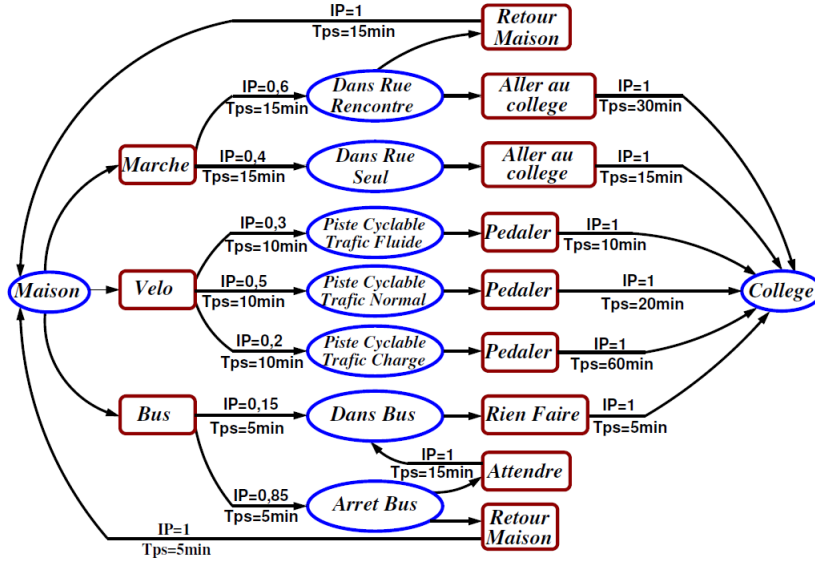 IP=1
Tps=15min
Retour
Maison
IP=0,6
Tps=15min
Dans Rue
Rencontre
Aller au
college
IP=1
Tps=30min
Marche
IP=0,4
Tps=15min
Dans Rue
Seul
Aller au
college
IP=1
Tps=15min
IP=0,3
Tps=10min
Piste Cyclable
Trafic Fluide
Pedaler
IP=1
Tps=10min
Maison
Velo
IP=0,5
Tps=10min
Piste Cyclable
Trafic Normal
Pedaler
IP=1
Tps=20min
College
IP=0,2
Tps=10min
Piste Cyclable
Trafic Charge
Pedaler
IP=1
Tps=60min
Bus
IP=0,15
Tps=5min
Dans Bus
Rien Faire
IP=1
Tps=5min
IP=1
Tps=15min
Attendre
IP=0,85
Tps=5min
Arret Bus
Retour
Maison
IP=1
Tps=5min